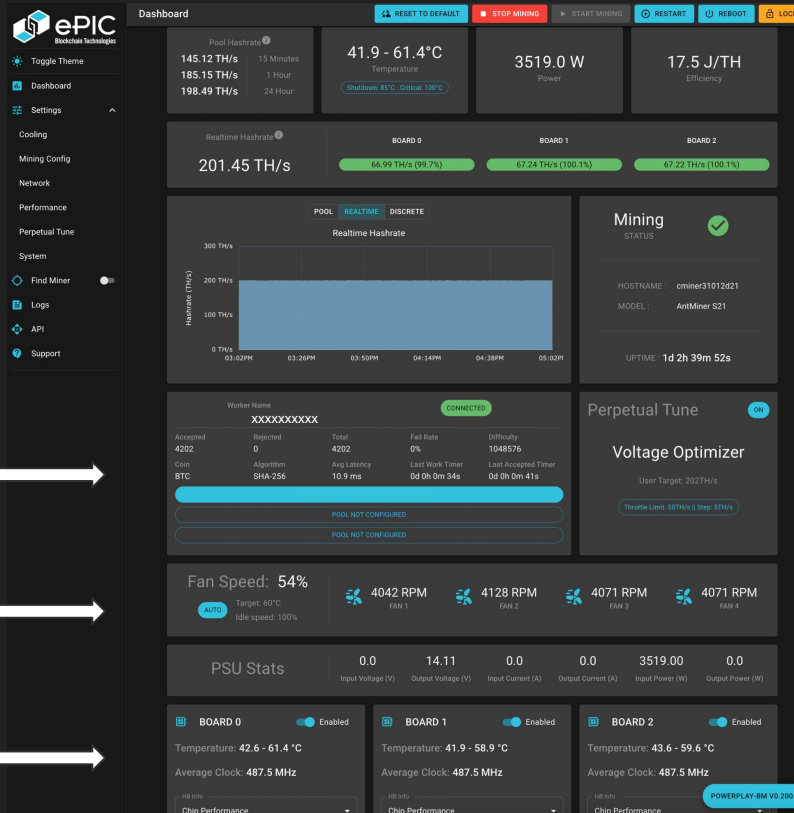 ePIC
Blockchain Technologies
Toggle Theme
Dashboard
Settings
Cooling
Mining Config
Network
Performance
Perpetual Tune
System
Find Miner
Logs
API
Support
Dashboard
RESET TO DEFAULT
STOP MINING
START MINING
RESTART
REBOOT
Pool Hashrate
145.12 TH/s 15 Minutes
185.15 TH/s 1 Hour
198.49 TH/s 24 Hour
41.9 - 61.4°C
Temperature
Shutdown: 85°C : Critical: 100°C
3519.0 W
Power
17.5 J/TH
Efficiency
Realtime Hashrate
201.45 TH/s
BOARD 0
66.99 TH/s (99.7%)
BOARD 1
67.24 TH/s (100.1%)
BOARD 2
67.22 TH/s (100.1%)
POOL REALTIME DISCRETE
Realtime Hashrate
Hashrate (TH/s)
300 TH/s
200 TH/s
100 TH/s
0 TH/s
03:02PM 03:26PM 03:50PM 04:14PM 04:38PM 05:02P
Mining
STATUS
HOSTNAME : cminer31012d21
MODEL : AntMiner S21
UPTIME : 1d 2h 39m 52s
Worker Name
XXXXXXXXXX
CONNECTED
Accepted Rejected Total Fail Rate Difficulty
4202 0 4202 0% 1048576
Coin Algorithm Avg Latency Last Work Timer Last Accepted Timer
BTC SHA-256 10.9 ms 0d 0h 0m 34s 0d 0h 0m 41s
POOL NOT CONFIGURED
POOL NOT CONFIGURED
Perpetual Tune ON
Voltage Optimizer
User Target: 202TH/s
Throttle Limit: 50TH/s || Step: 5TH/s
Fan Speed: 54%
AUTO
Target: 60°C
Idle speed: 100%
4042 RPM
FAN 1
4128 RPM
FAN 2
4071 RPM
FAN 3
4071 RPM
FAN 4
PSU Stats
0.0 14.11 0.0 0.0 3519.00 0.0
Input Voltage (V) Output Voltage (V) Input Current (A) Output Current (A) Input Power (W) Output Power (W)
BOARD 0 Enabled
Temperature: 42.6 - 61.4 °C
Average Clock: 487.5 MHz
HB Info
Chip Performance
BOARD 1 Enabled
Temperature: 41.9 - 58.9 °C
Average Clock: 487.5 MHz
HB Info
Chip Performance
BOARD 2 Enabled
Temperature: 43.6 - 59.6 °C
Average Clock: 487.5 MHz
HB Info
Chip Performance
POWERPLAY-BM V0.200